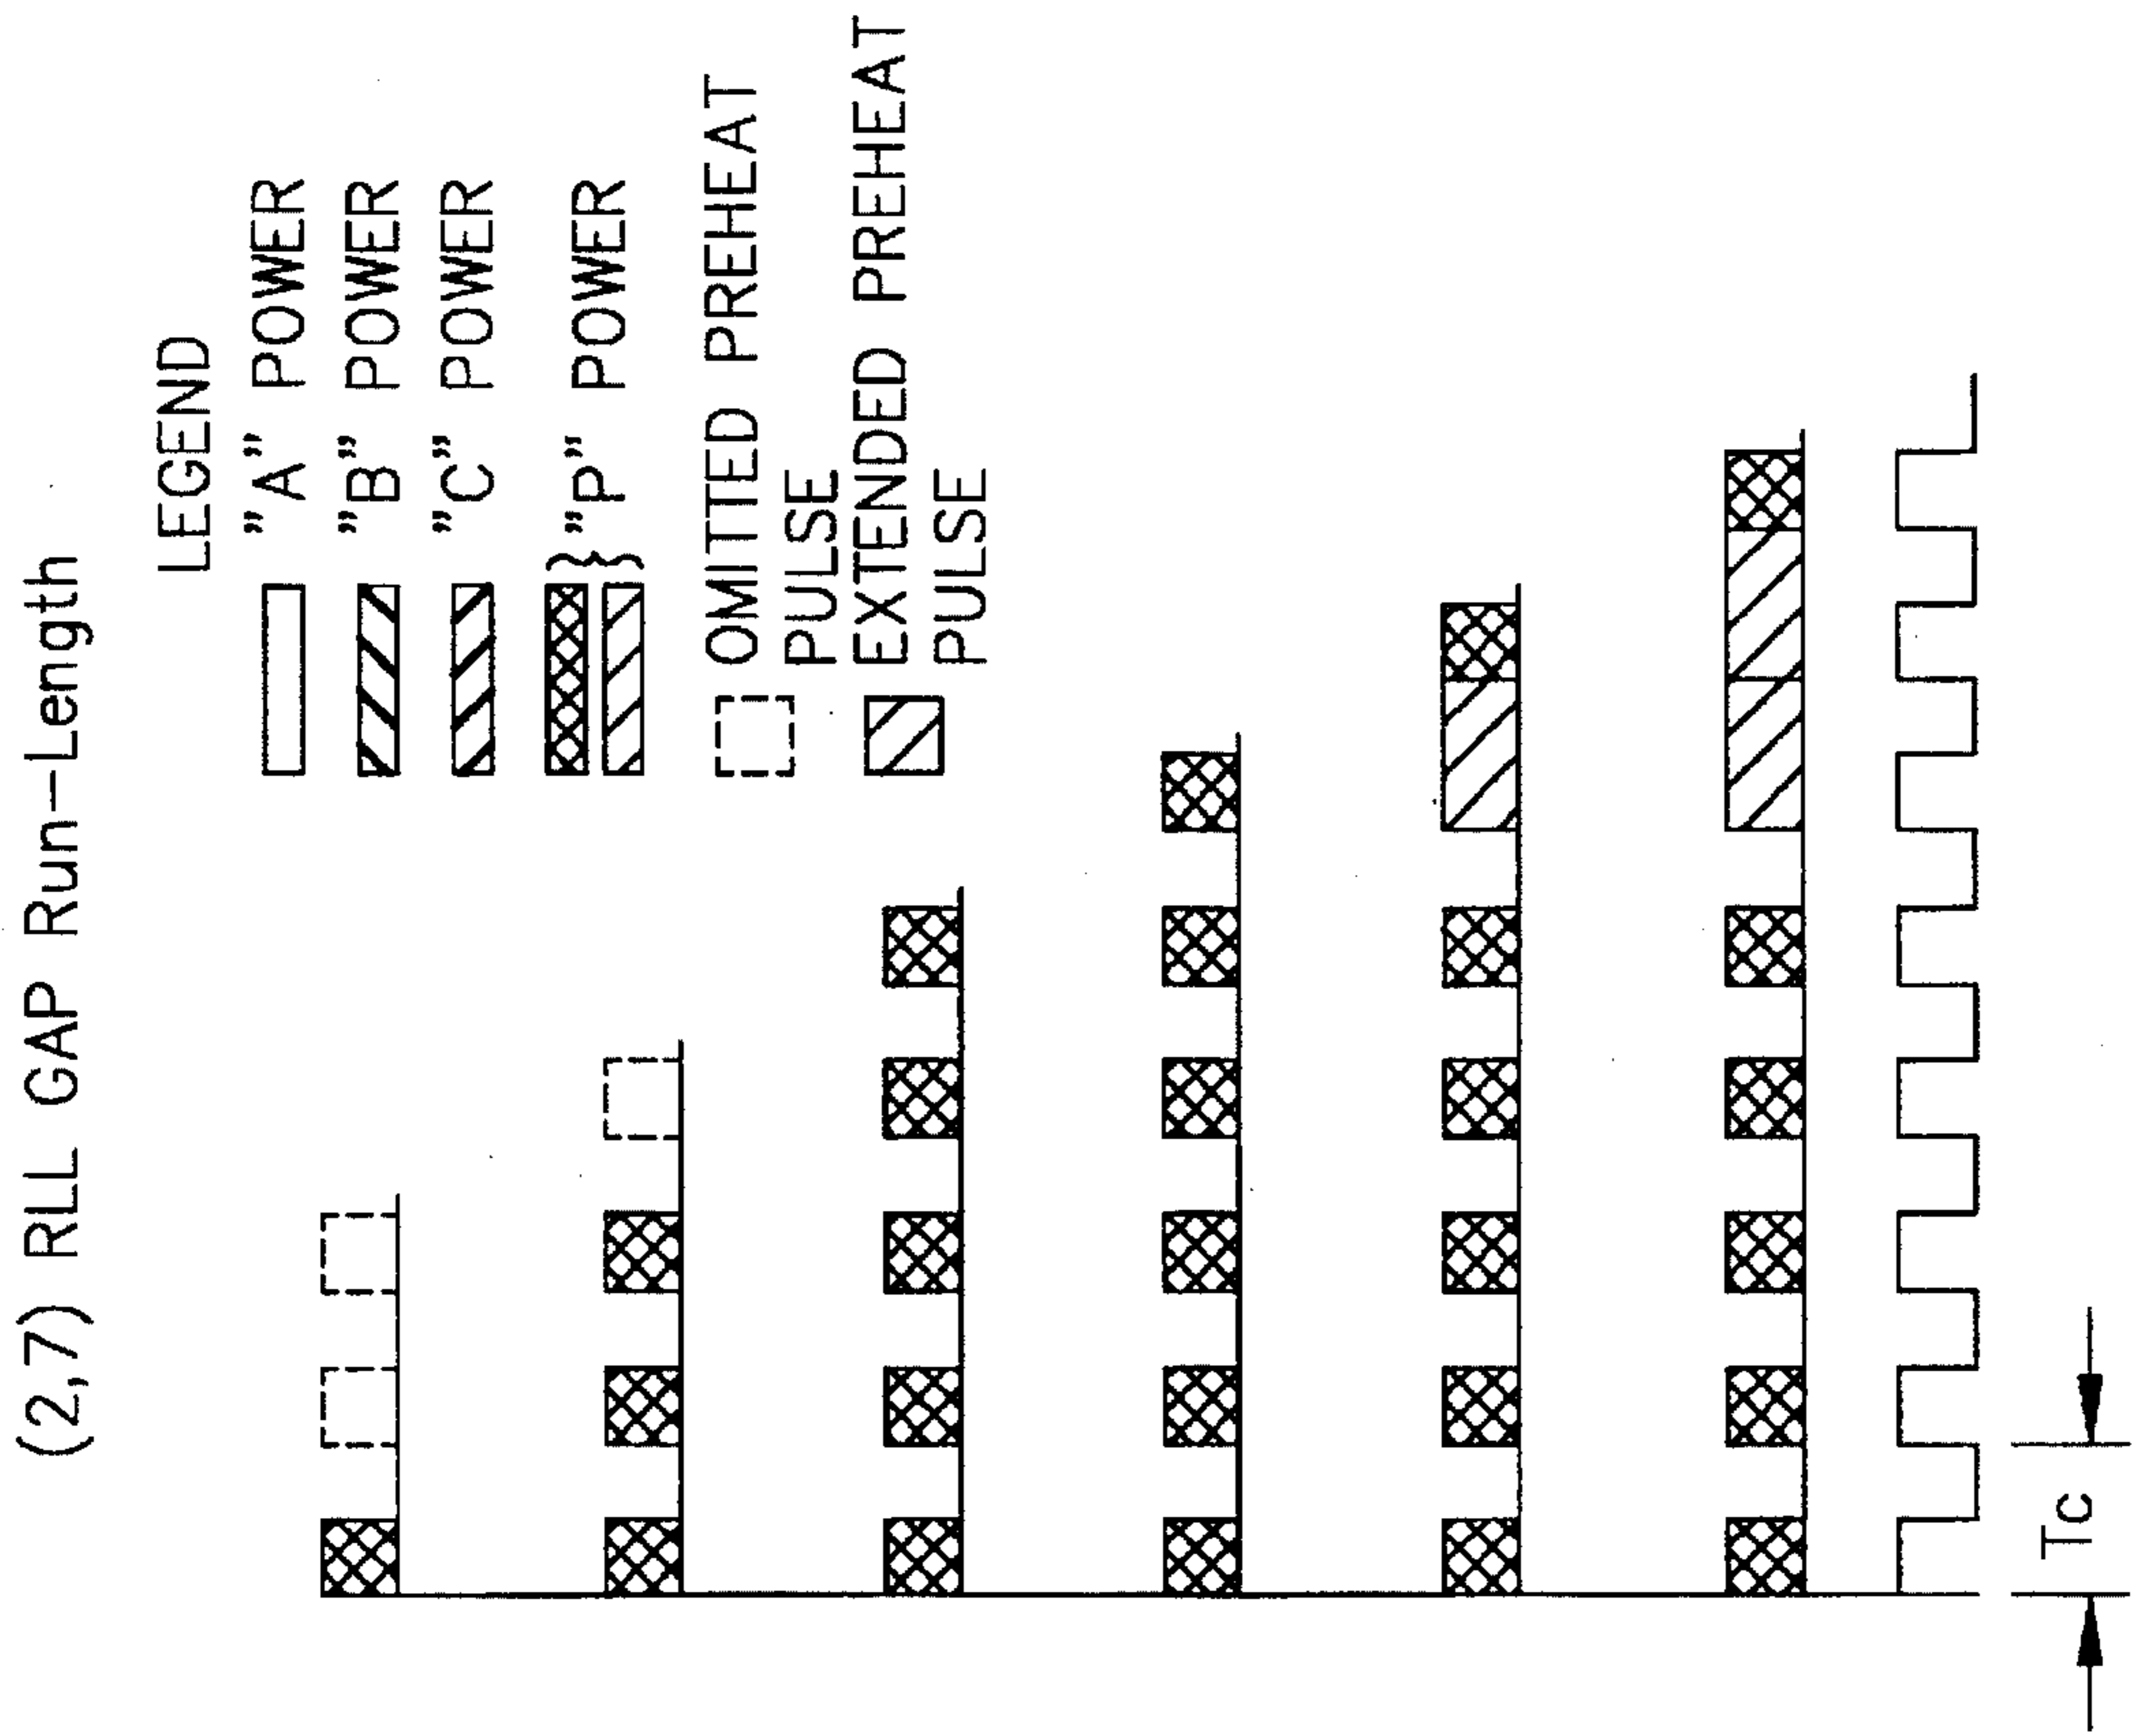 (2,7) RLL GAP Run-Length
LEGEND
"A" POWER
"B" POWER
"C" POWER
"P" POWER
OMITTED PREHEAT
PULSE
EXTENDED PREHEAT
PULSE
Tc